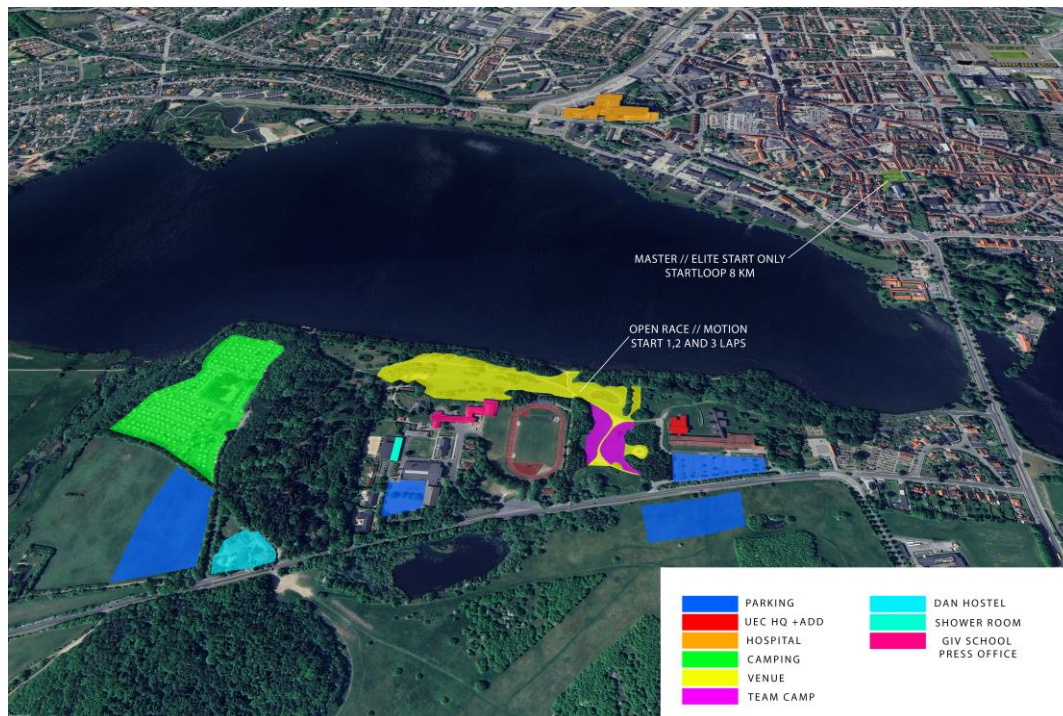 MASTER // ELITE START ONLY
STARTLOOP 8 KM
OPEN RACE // MOTION
START 1,2 AND 3 LAPS
PARKING
UEC HQ +ADD
HOSPITAL
CAMPING
VENUE
TEAM CAMP
DAN HOSTEL
SHOWER ROOM
GIV SCHOOL
PRESS OFFICE